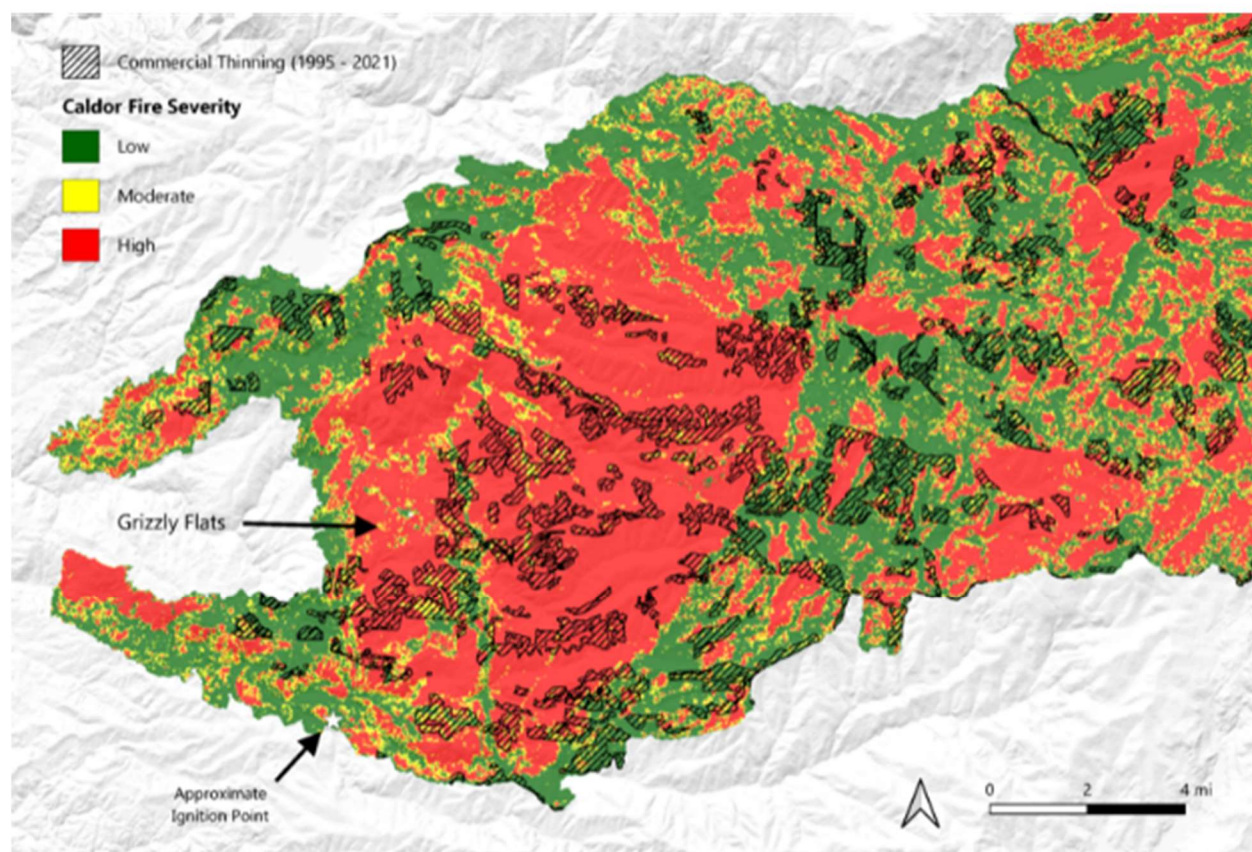 Commercial Thinning (1995 - 2021)
Caldor Fire Severity
Low
Moderate
High
Grizzly Flats
Approximate
Ignition Point
0 2 4 mi